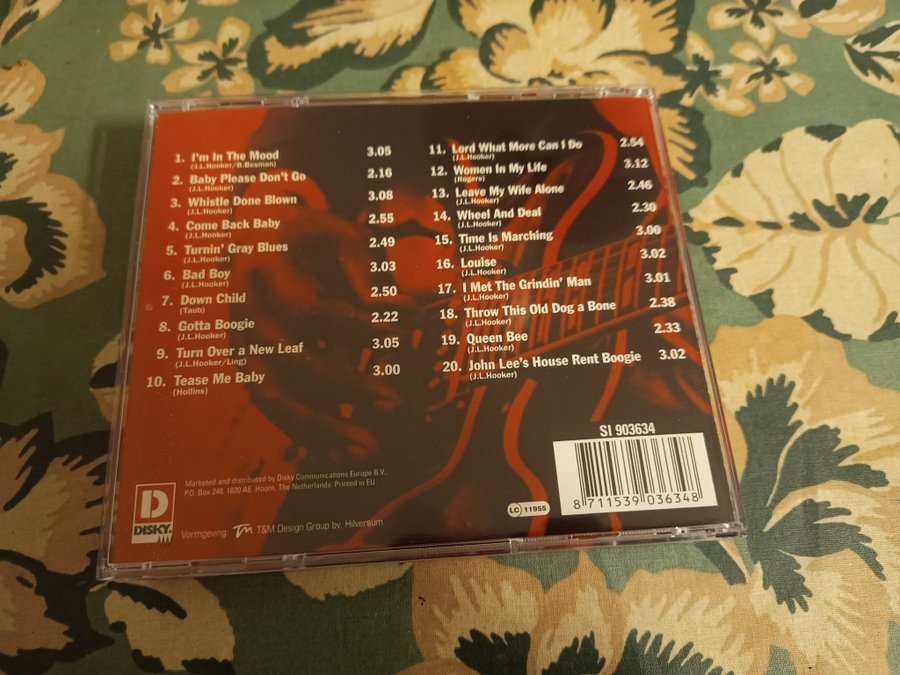 1. I'm In The Mood 3.05
(J.L.Hooker/B.Besman)
2. Baby Please Don't Go 2.16
(J.L.Hooker)
3. Whistle Done Blown 3.08
(J.L.Hooker)
4. Come Back Baby 2.55
(J.L.Hooker)
5. Turnin' Gray Blues 2.49
(J.L.Hooker)
6. Bad Boy 3.03
(J.L.Hooker)
7. Down Child 2.50
(Taub)
8. Gotta Boogie 2.22
(J.L.Hooker)
9. Turn Over a New Leaf 3.05
(J.L.Hooker/Ling)
10. Tease Me Baby 3.00
(Hollins)
11. Lord What More Can I Do 2.54
(J.L.Hooker)
12. Women In My Life 3.12
(Rogers)
13. Leave My Wife Alone 2.46
(J.L.Hooker)
14. Wheel And Deal 2.30
(J.L.Hooker)
15. Time Is Marching 3.00
(J.L.Hooker)
16. Louise 3.02
(J.L.Hooker)
17. I Met The Grindin' Man 3.01
(J.L.Hooker)
18. Throw This Old Dog a Bone 2.38
(J.L.Hooker)
19. Queen Bee 2.33
(J.L.Hooker)
20. John Lee's House Rent Boogie 3.02
(J.L.Hooker)
SI 903634
8 711539 036348
LC 11955
Marketed and distributed by Disky Communications Europe B.V.,
P.O. Box 249, 1620 AE Hoorn, The Netherlands. Printed in EU.
D
DISKY
Vormgeving: TM T&M Design Group bv, Hilversum